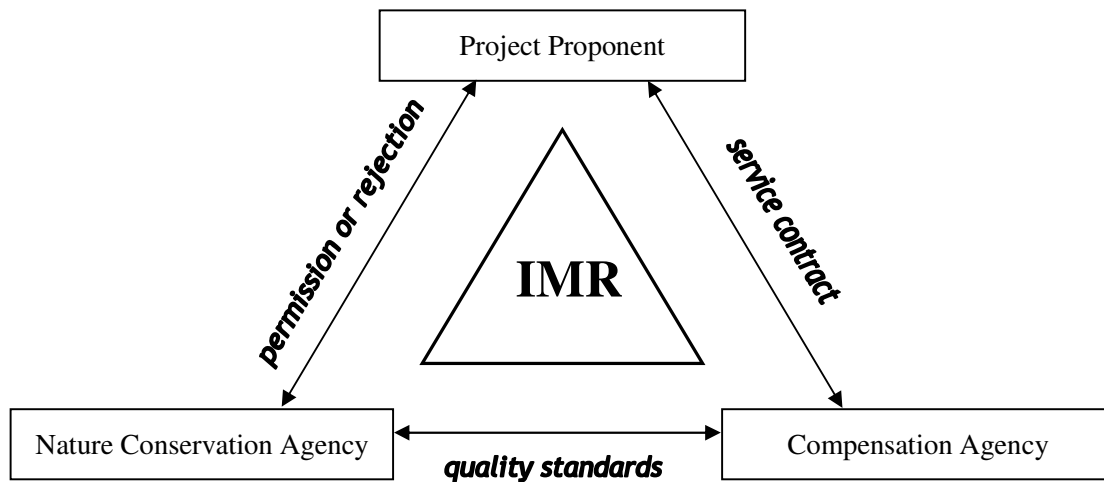 Project Proponent
permission or rejection
service contract
IMR
Nature Conservation Agency
quality standards
Compensation Agency